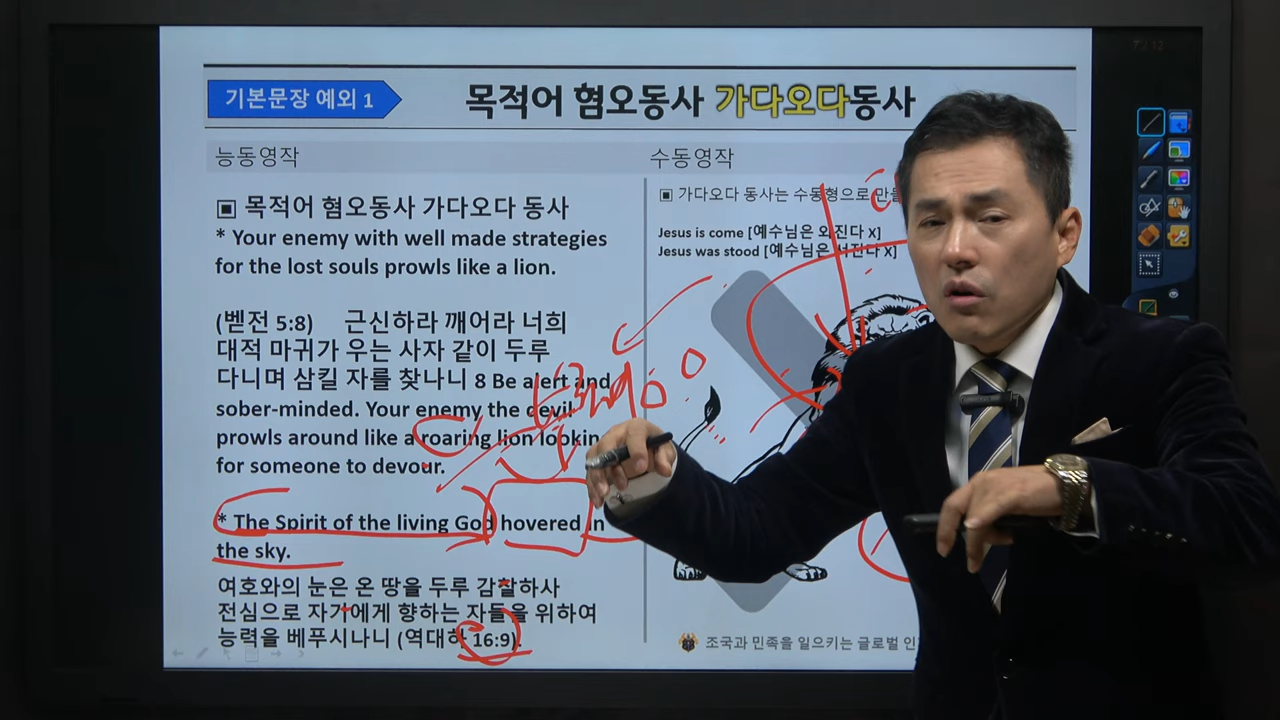 7 / 12
기본문장 예외 1
목적어 혐오동사 가다오다동사
능동영작
수동영작
▣ 목적어 혐오동사 가다오다 동사
* Your enemy with well made strategies
for the lost souls prowls like a lion.
(벧전 5:8) 근신하라 깨어라 너희
대적 마귀가 우는 사자 같이 두루
다니며 삼킬 자를 찾나니 8 Be alert and
sober-minded. Your enemy the devil
prowls around like a roaring lion lookin
for someone to devour.
* The Spirit of the living God hovered in
the sky.
여호와의 눈은 온 땅을 두루 감찰하사
전심으로 자기에게 향하는 자들을 위하여
능력을 베푸시나니 (역대하 16:9).
▣ 가다오다 동사는 수동형으로 만들
Jesus is come [예수님은 와진다 X]
Jesus was stood [예수님은 서진다 X]
조국과 민족을 일으키는 글로벌 인